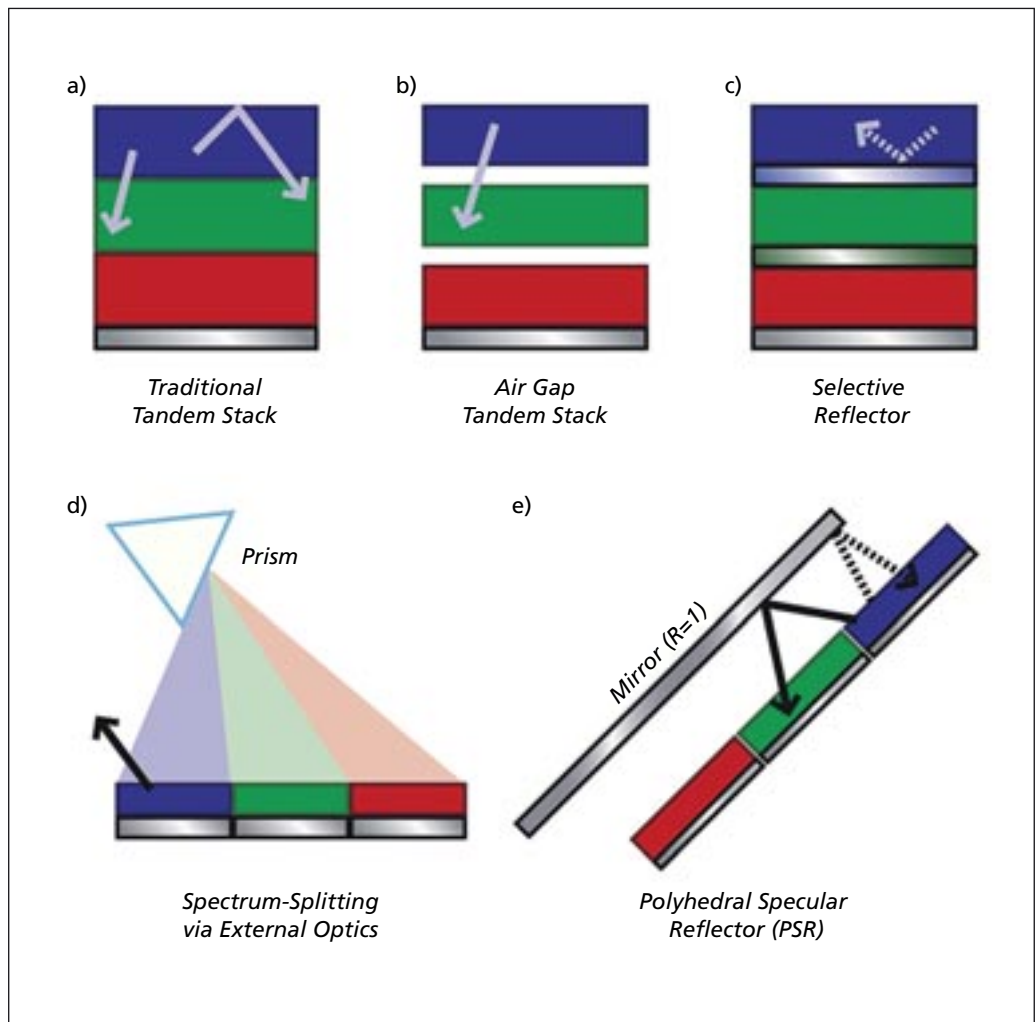 a)
b)
c)
Traditional
Tandem Stack
Air Gap
Tandem Stack
Selective
Reflector
d)
Prism
e)
Mirror (R=1)
Spectrum-Splitting
via External Optics
Polyhedral Specular
Reflector (PSR)